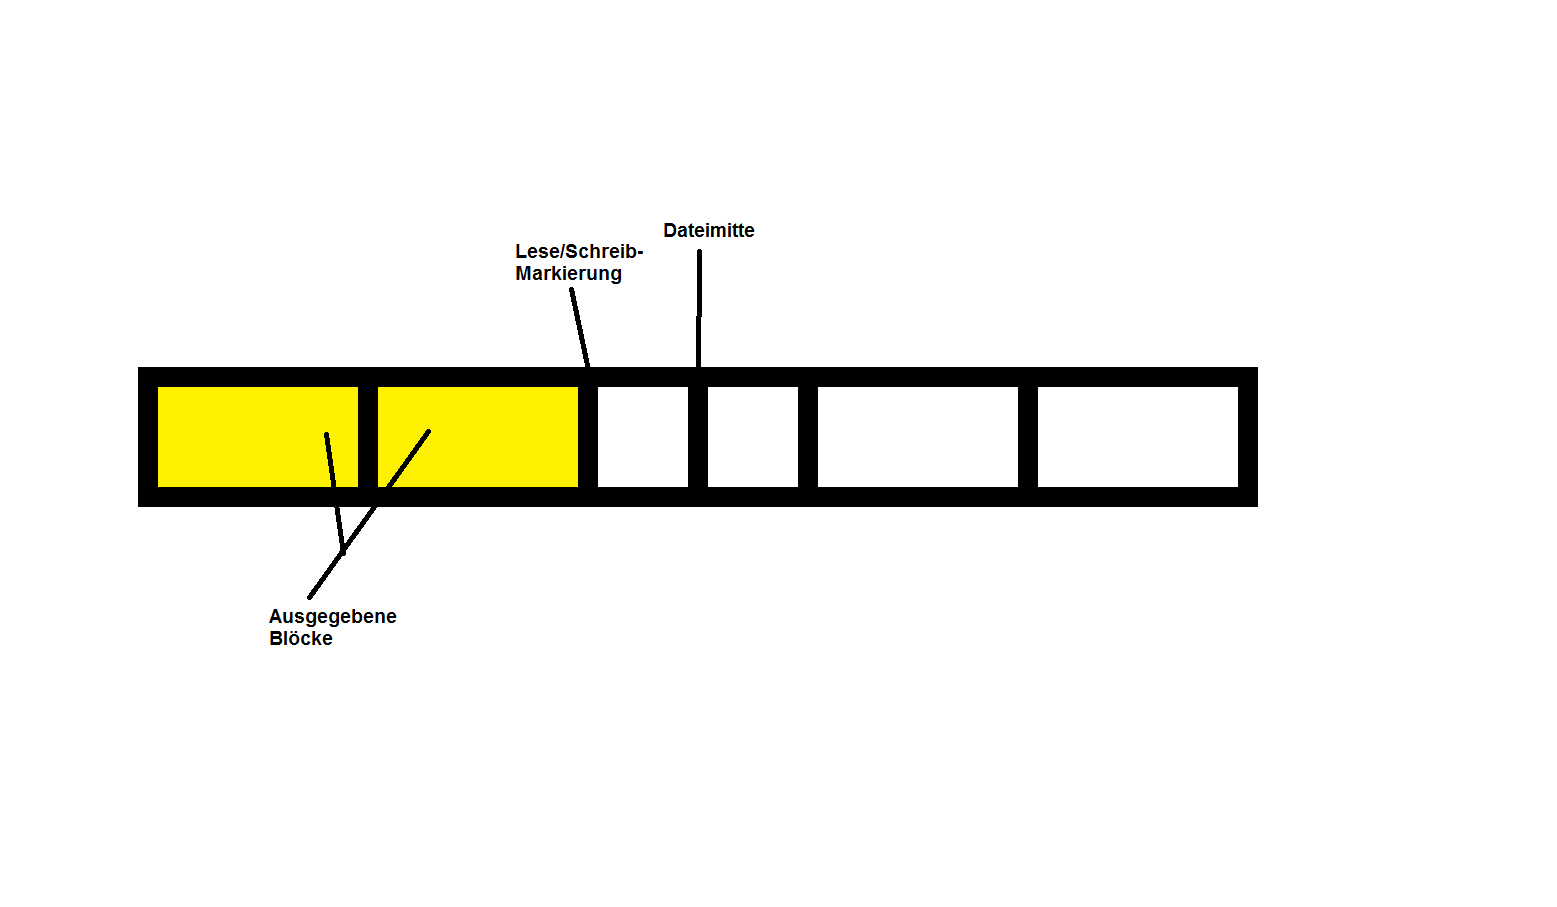 Dateimitte
Lese/Schreib-
Markierung
Ausgegebene
Blöcke